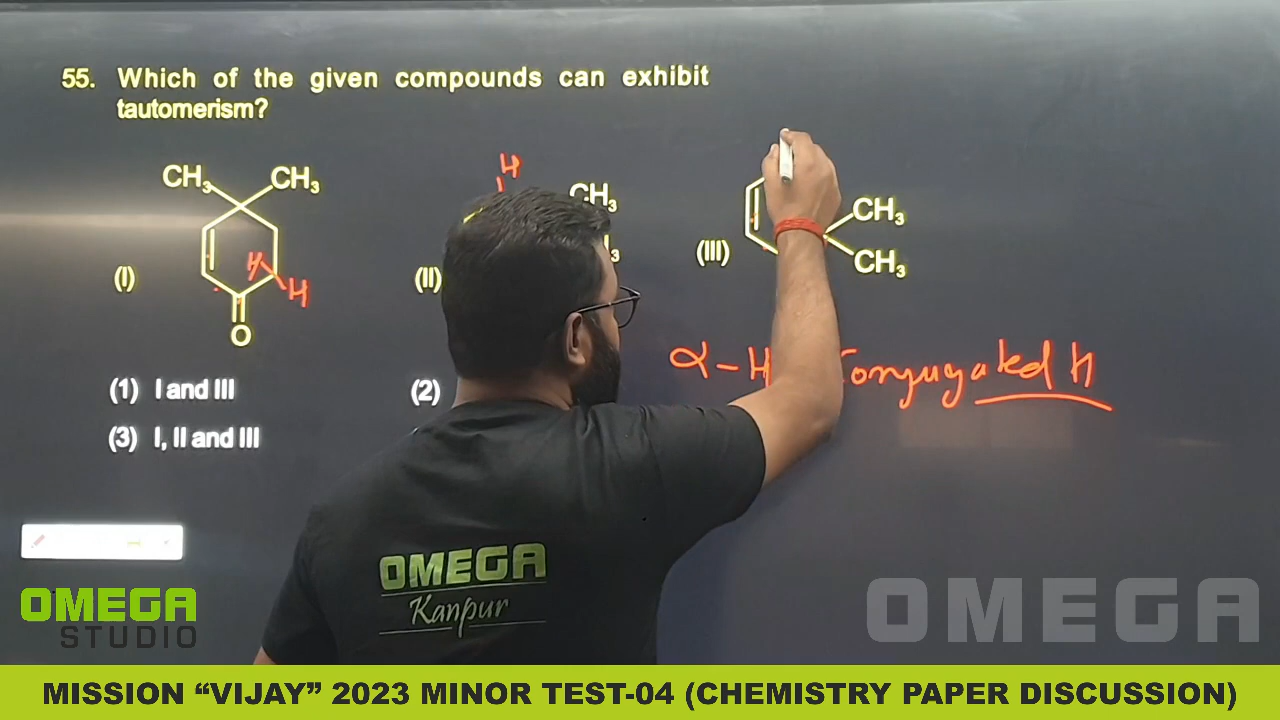 55. Which of the given compounds can exhibit
tautomerism?
CH₃ CH₃
H
CH₃
CH₃
CH₃
H
H
O
(I)
(II)
(III)
α-H Conjugated H
(1) I and III
(2)
(3) I, II and III
OMEGA
Kanpur
OMEGA
STUDIO
OMEGA
MISSION “VIJAY” 2023 MINOR TEST-04 (CHEMISTRY PAPER DISCUSSION)